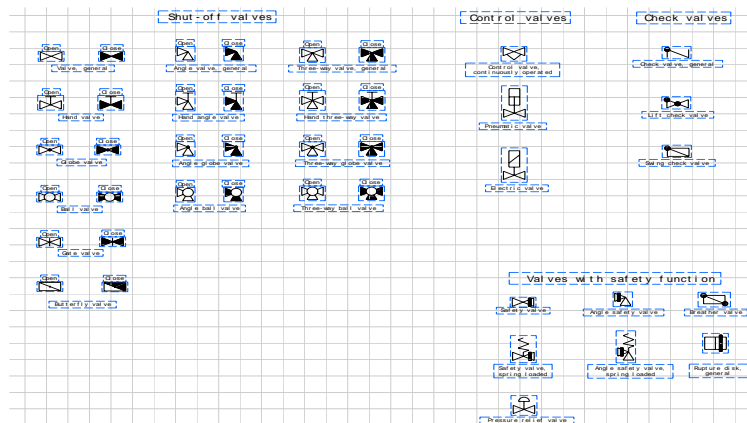 Shut-off valves
Control valves
Check valves
Open Close Open Close Open Close
Valve, general
Angle valve, general
Three-way valve, general
Control valve,
continuously operated
Check valve, general
Open Close Open Close Open Close
Hand valve
Hand angle valve
Hand three-way valve
Pneumatic valve
Lift check valve
Open Close Open Close Open Close
Globe valve
Angle globe valve
Three-way globe valve
Swing check valve
Open Close Open Close Open Close
Ball valve
Angle ball valve
Three-way ball valve
Electric valve
Open Close
Gate valve
Open Close
Butterfly valve
Valves with safety function
Safety valve
Angle safety valve
Breather valve
Safety valve,
spring loaded
Angle safety valve,
spring loaded
Rupture disk,
general
Pressure relief valve